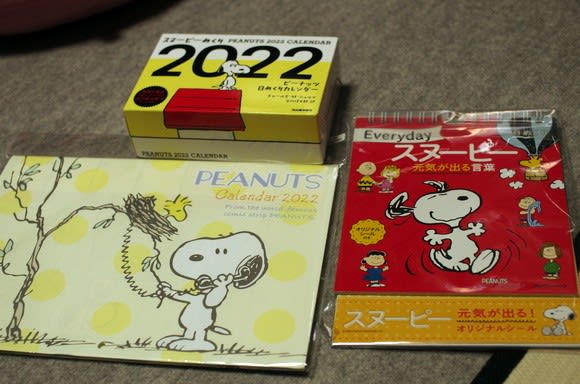 スヌーピーめくり PEANUTS 2022 CALENDAR
2022
ピーナッツ
日めくりカレンダー
PEANUTS 2022 CALENDAR
PEANUTS
Calendar 2022
From the world-famous
comic strip PEANUTS.
Everyday
スヌーピー
元気が出る言葉
オリジナル
シール
付き
PEANUTS
スヌーピー
元気が出る!
オリジナルシール